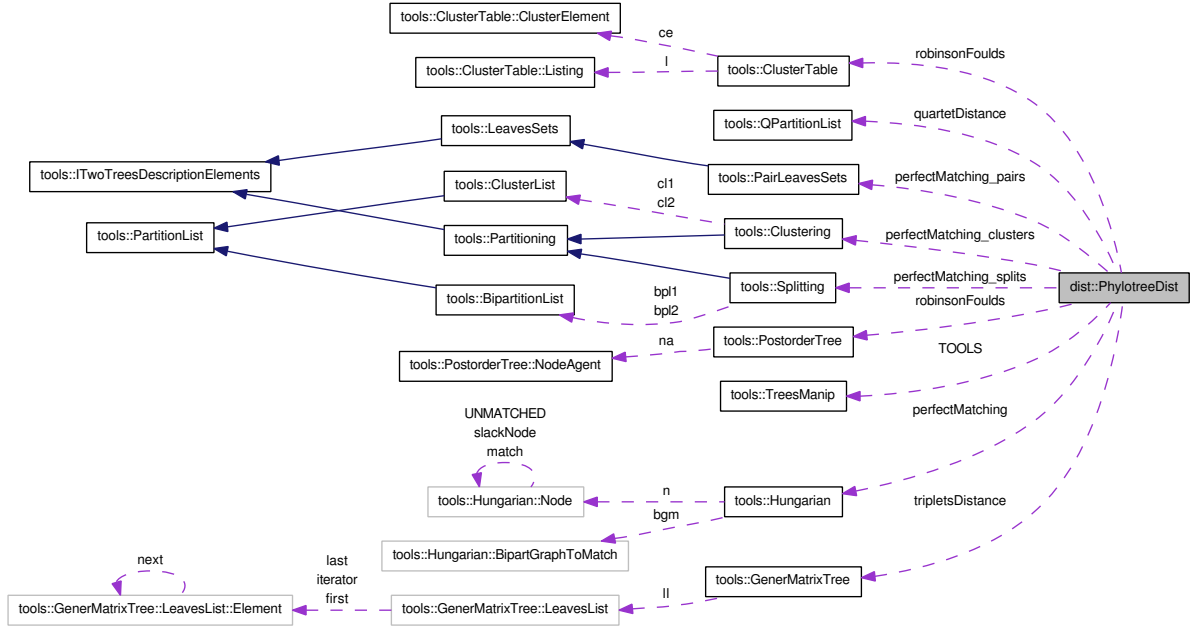 tools::ClusterTable::ClusterElement
ce
robinsonFoulds
tools::ClusterTable::Listing
l
tools::ClusterTable
tools::LeavesSets
tools::QPartitionList
quartetDistance
tools::ITwoTreesDescriptionElements
tools::ClusterList
cl1
cl2
tools::PairLeavesSets
perfectMatching_pairs
tools::PartitionList
tools::Partitioning
tools::Clustering
perfectMatching_clusters
tools::BipartitionList
bpl1
bpl2
tools::Splitting
perfectMatching_splits
dist::PhylotreeDist
robinsonFoulds
tools::PostorderTree::NodeAgent
na
tools::PostorderTree
TOOLS
tools::TreesManip
perfectMatching
UNMATCHED
slackNode
match
tools::Hungarian::Node
n
bgm
tools::Hungarian
tripletsDistance
tools::Hungarian::BipartGraphToMatch
next
last
iterator
first
tools::GenerMatrixTree
tools::GenerMatrixTree::LeavesList::Element
tools::GenerMatrixTree::LeavesList
ll